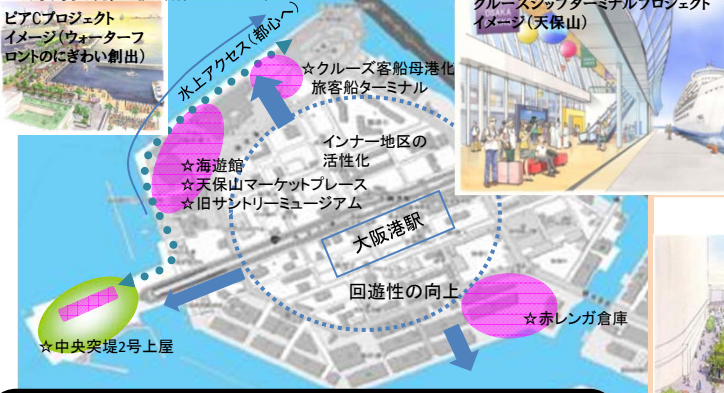 ピアCプロジェクト
イメージ（ウォーターフ
ロントのにぎわい創出）
クルーズシップターミナルプロジェクト
イメージ（天保山）
水上アクセス（都心へ）
☆クルーズ客船母港化
旅客船ターミナル
インナー地区の
活性化
☆海遊館
☆天保山マーケットプレース
☆旧サントリーミュージアム
大阪港駅
回遊性の向上
☆赤レンガ倉庫
☆中央突堤2号上屋